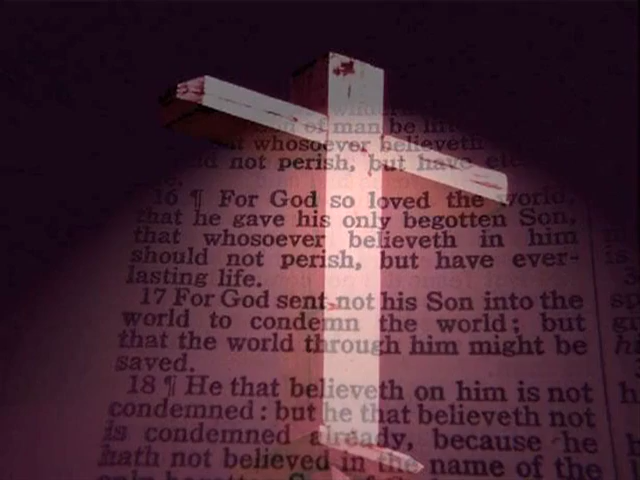 of man be
whosoever believeth
not perish, but have
16 ¶ For God so loved the world,
that he gave his only begotten Son,
that whosoever believeth in him
should not perish, but have ever-
lasting life.
17 For God sent not his Son into the
world to condemn the world; but
that the world through him might be
saved.
18 ¶ He that believeth on him is not
condemned: but he that believeth not
is condemned already, because he
hath not believed in the name of the